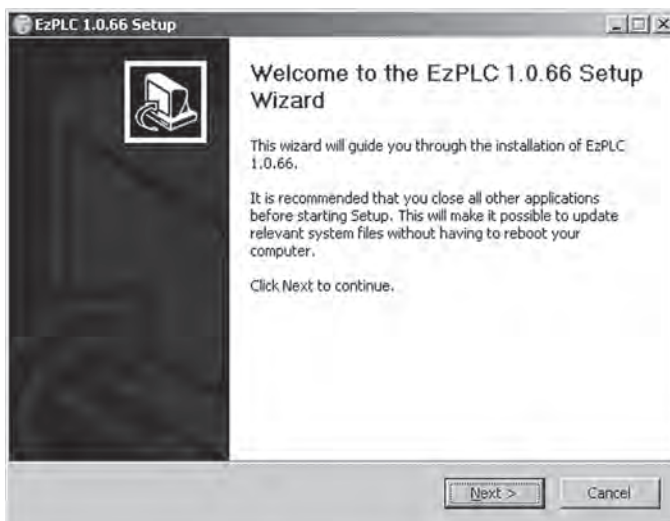 EzPLC 1.0.66 Setup
Welcome to the EzPLC 1.0.66 Setup
Wizard
This wizard will guide you through the installation of EzPLC
1.0.66.
It is recommended that you close all other applications
before starting Setup. This will make it possible to update
relevant system files without having to reboot your
computer.
Click Next to continue.
Next >
Cancel